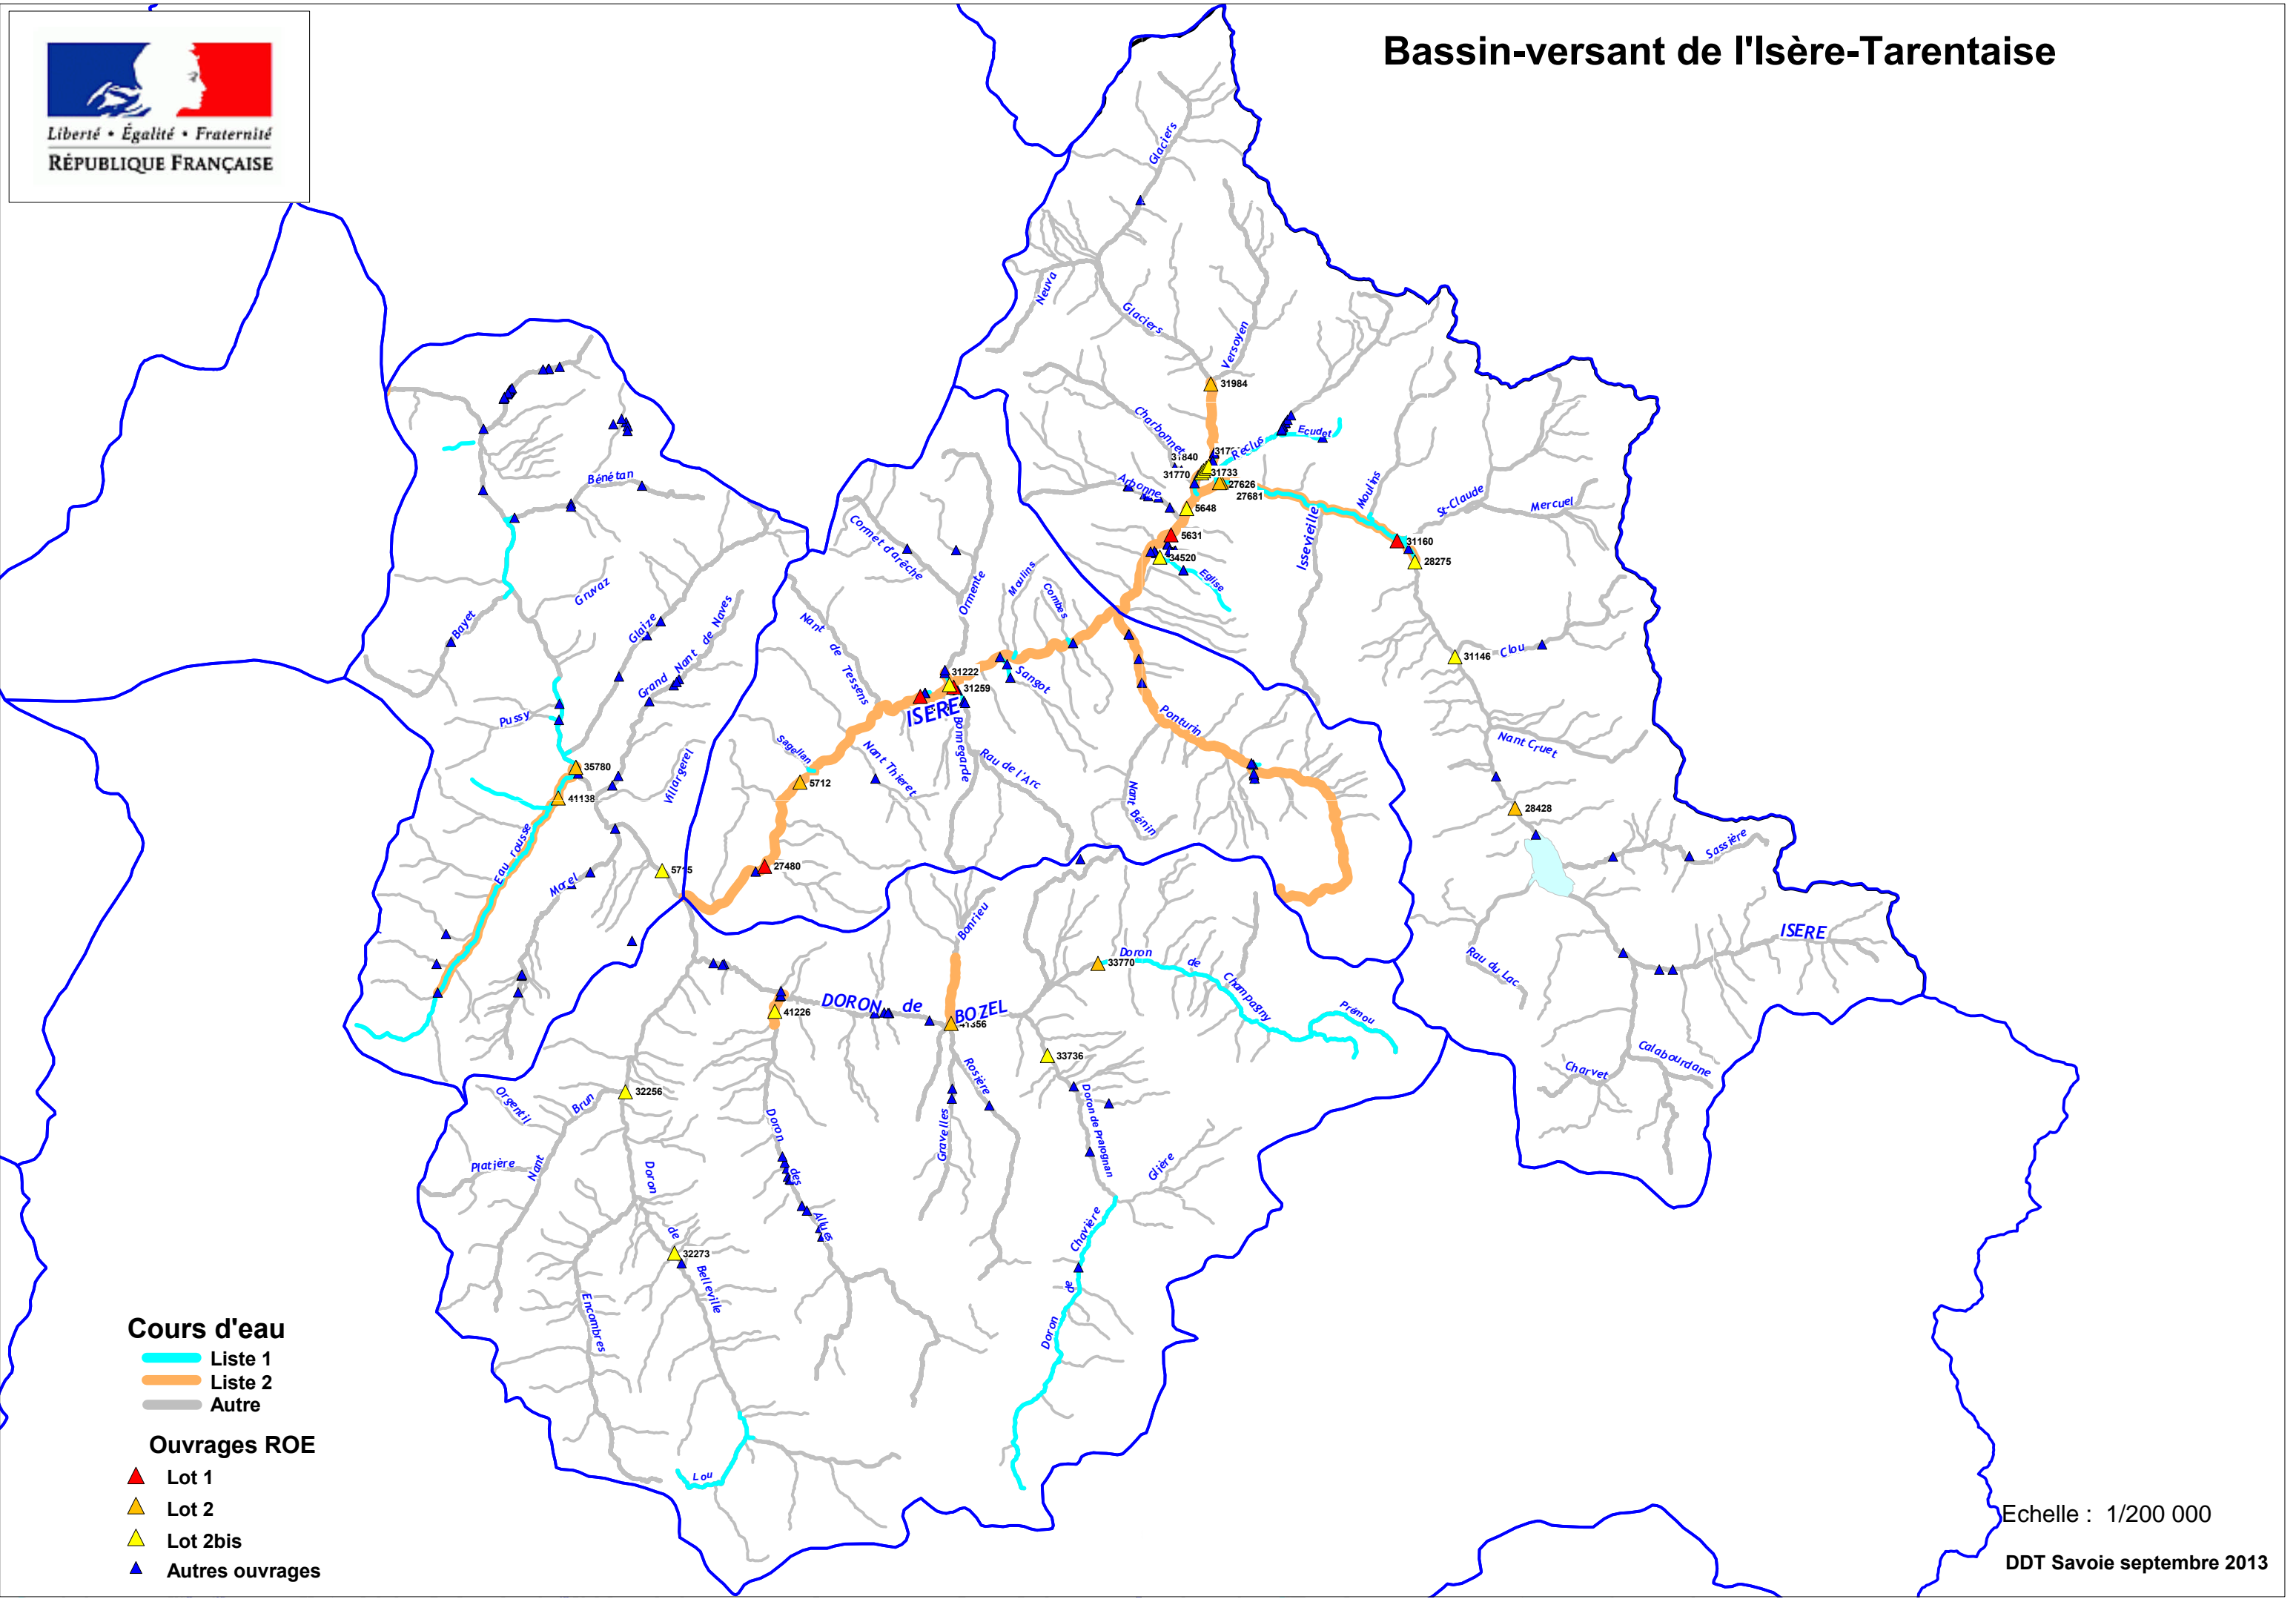 Bassin-versant de l'Isère-Tarentaise
Liberté • Égalité • Fraternité
RÉPUBLIQUE FRANÇAISE
Glaciers
Neuva
Glaciers
Versoyen
31984
Charbonnet
Reclus
Ecudet
31840
31770
31733
27626
27681
Arbonne
5648
5631
34520
Eglise
Issevieille
Moulins
St-Claude
Mercuel
31160
28275
31146
Clou
Nant Cruet
28428
Sassière
ISERE
Rau du Lac
Calabourdane
Charvet
Bénétan
Gruvaz
Bayet
Glaize
Grand Nant de Naves
Pussy
35780
41138
Eau rousse
Villargerel
Morel
5715
Cormet d'arêche
Ormente
Moulins
Combes
Nant de Tessens
31222
31259
ISERE
Sangot
Bonnegarde
Rau de l'Arc
Sagellan
Nant Thieret
5712
27480
Ponturin
Nant Bénin
Bonrieu
Doron de Champagny
33770
Prémou
DORON de BOZEL
41226
41356
33736
Rosière
Gravelles
Doron de Pralognan
Glière
Doron de Chavière
Orgentil
Nant Brun
32256
Platière
Doron de Belleville
32273
Doron des Allues
Encombres
Lou
Cours d'eau
Liste 1
Liste 2
Autre
Ouvrages ROE
Lot 1
Lot 2
Lot 2bis
Autres ouvrages
Echelle : 1/200 000
DDT Savoie septembre 2013